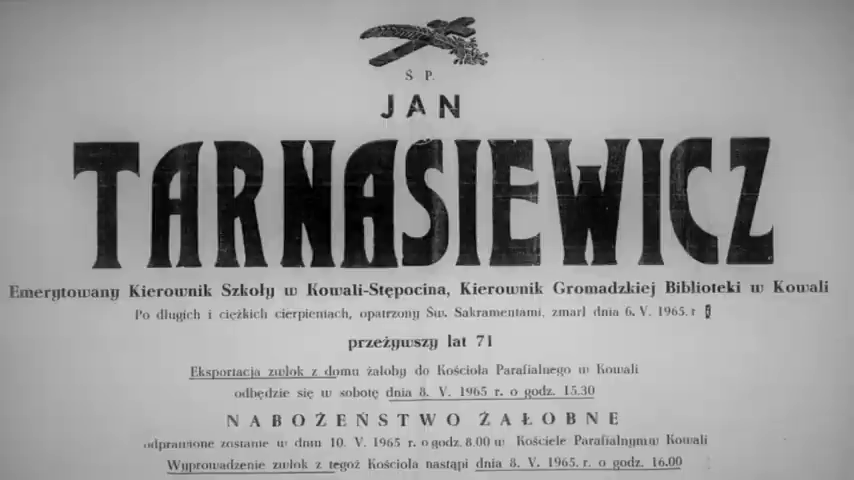 Ś P.
JAN
TARNASIEWICZ
Emerytowany Kierownik Szkoły w Kowali-Stępocina, Kierownik Gromadzkiej Biblioteki w Kowali
Po długich i ciężkich cierpieniach, opatrzony Św. Sakramentami, zmarł dnia 6. V. 1965. r
przeżywszy lat 71
Eksportacja zwłok z domu żałoby do Kościoła Parafialnego w Kowali
odbędzie się w sobotę dnia 8. V. 1965 r. o godz. 15.30
NABOŻEŃSTWO ŻAŁOBNE
odprawione zostanie w dniu 10. V. 1965 r. o godz. 8.00 w Kościele Parafialnym w Kowali
Wyprowadzenie zwłok z tegoż Kościoła nastąpi dnia 8. V. 1965. r. o godz. 16.00